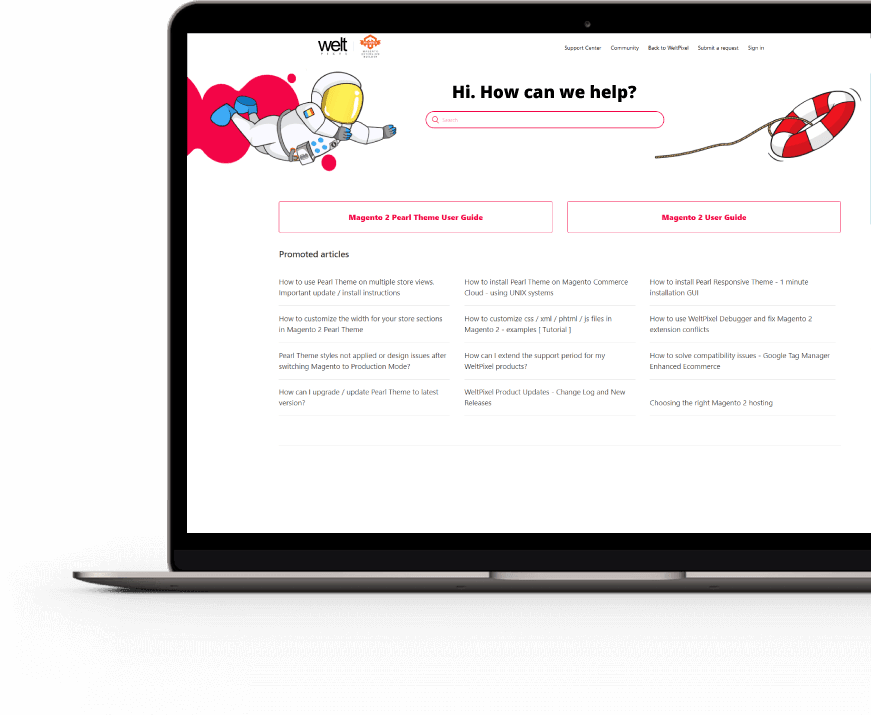 welt
PIXEL
Support Center Community Back to WeltPixel Submit a request Sign in
Hi. How can we help?
Search
Magento 2 Pearl Theme User Guide
Magento 2 User Guide
Promoted articles
How to use Pearl Theme on multiple store views.
Important update / install instructions
How to install Pearl Theme on Magento Commerce
Cloud - using UNIX systems
How to install Pearl Responsive Theme - 1 minute
installation GUI
How to customize the width for your store sections
in Magento 2 Pearl Theme
How to customize css / xml / phtml / js files in
Magento 2 - examples [ Tutorial ]
How to use WeltPixel Debugger and fix Magento 2
extension conflicts
Pearl Theme styles not applied or design issues after
switching Magento to Production Mode?
How can I extend the support period for my
WeltPixel products?
How to solve compatibility issues - Google Tag Manager
Enhanced Ecommerce
How can I upgrade / update Pearl Theme to latest
version?
WeltPixel Product Updates - Change Log and New
Releases
Choosing the right Magento 2 hosting